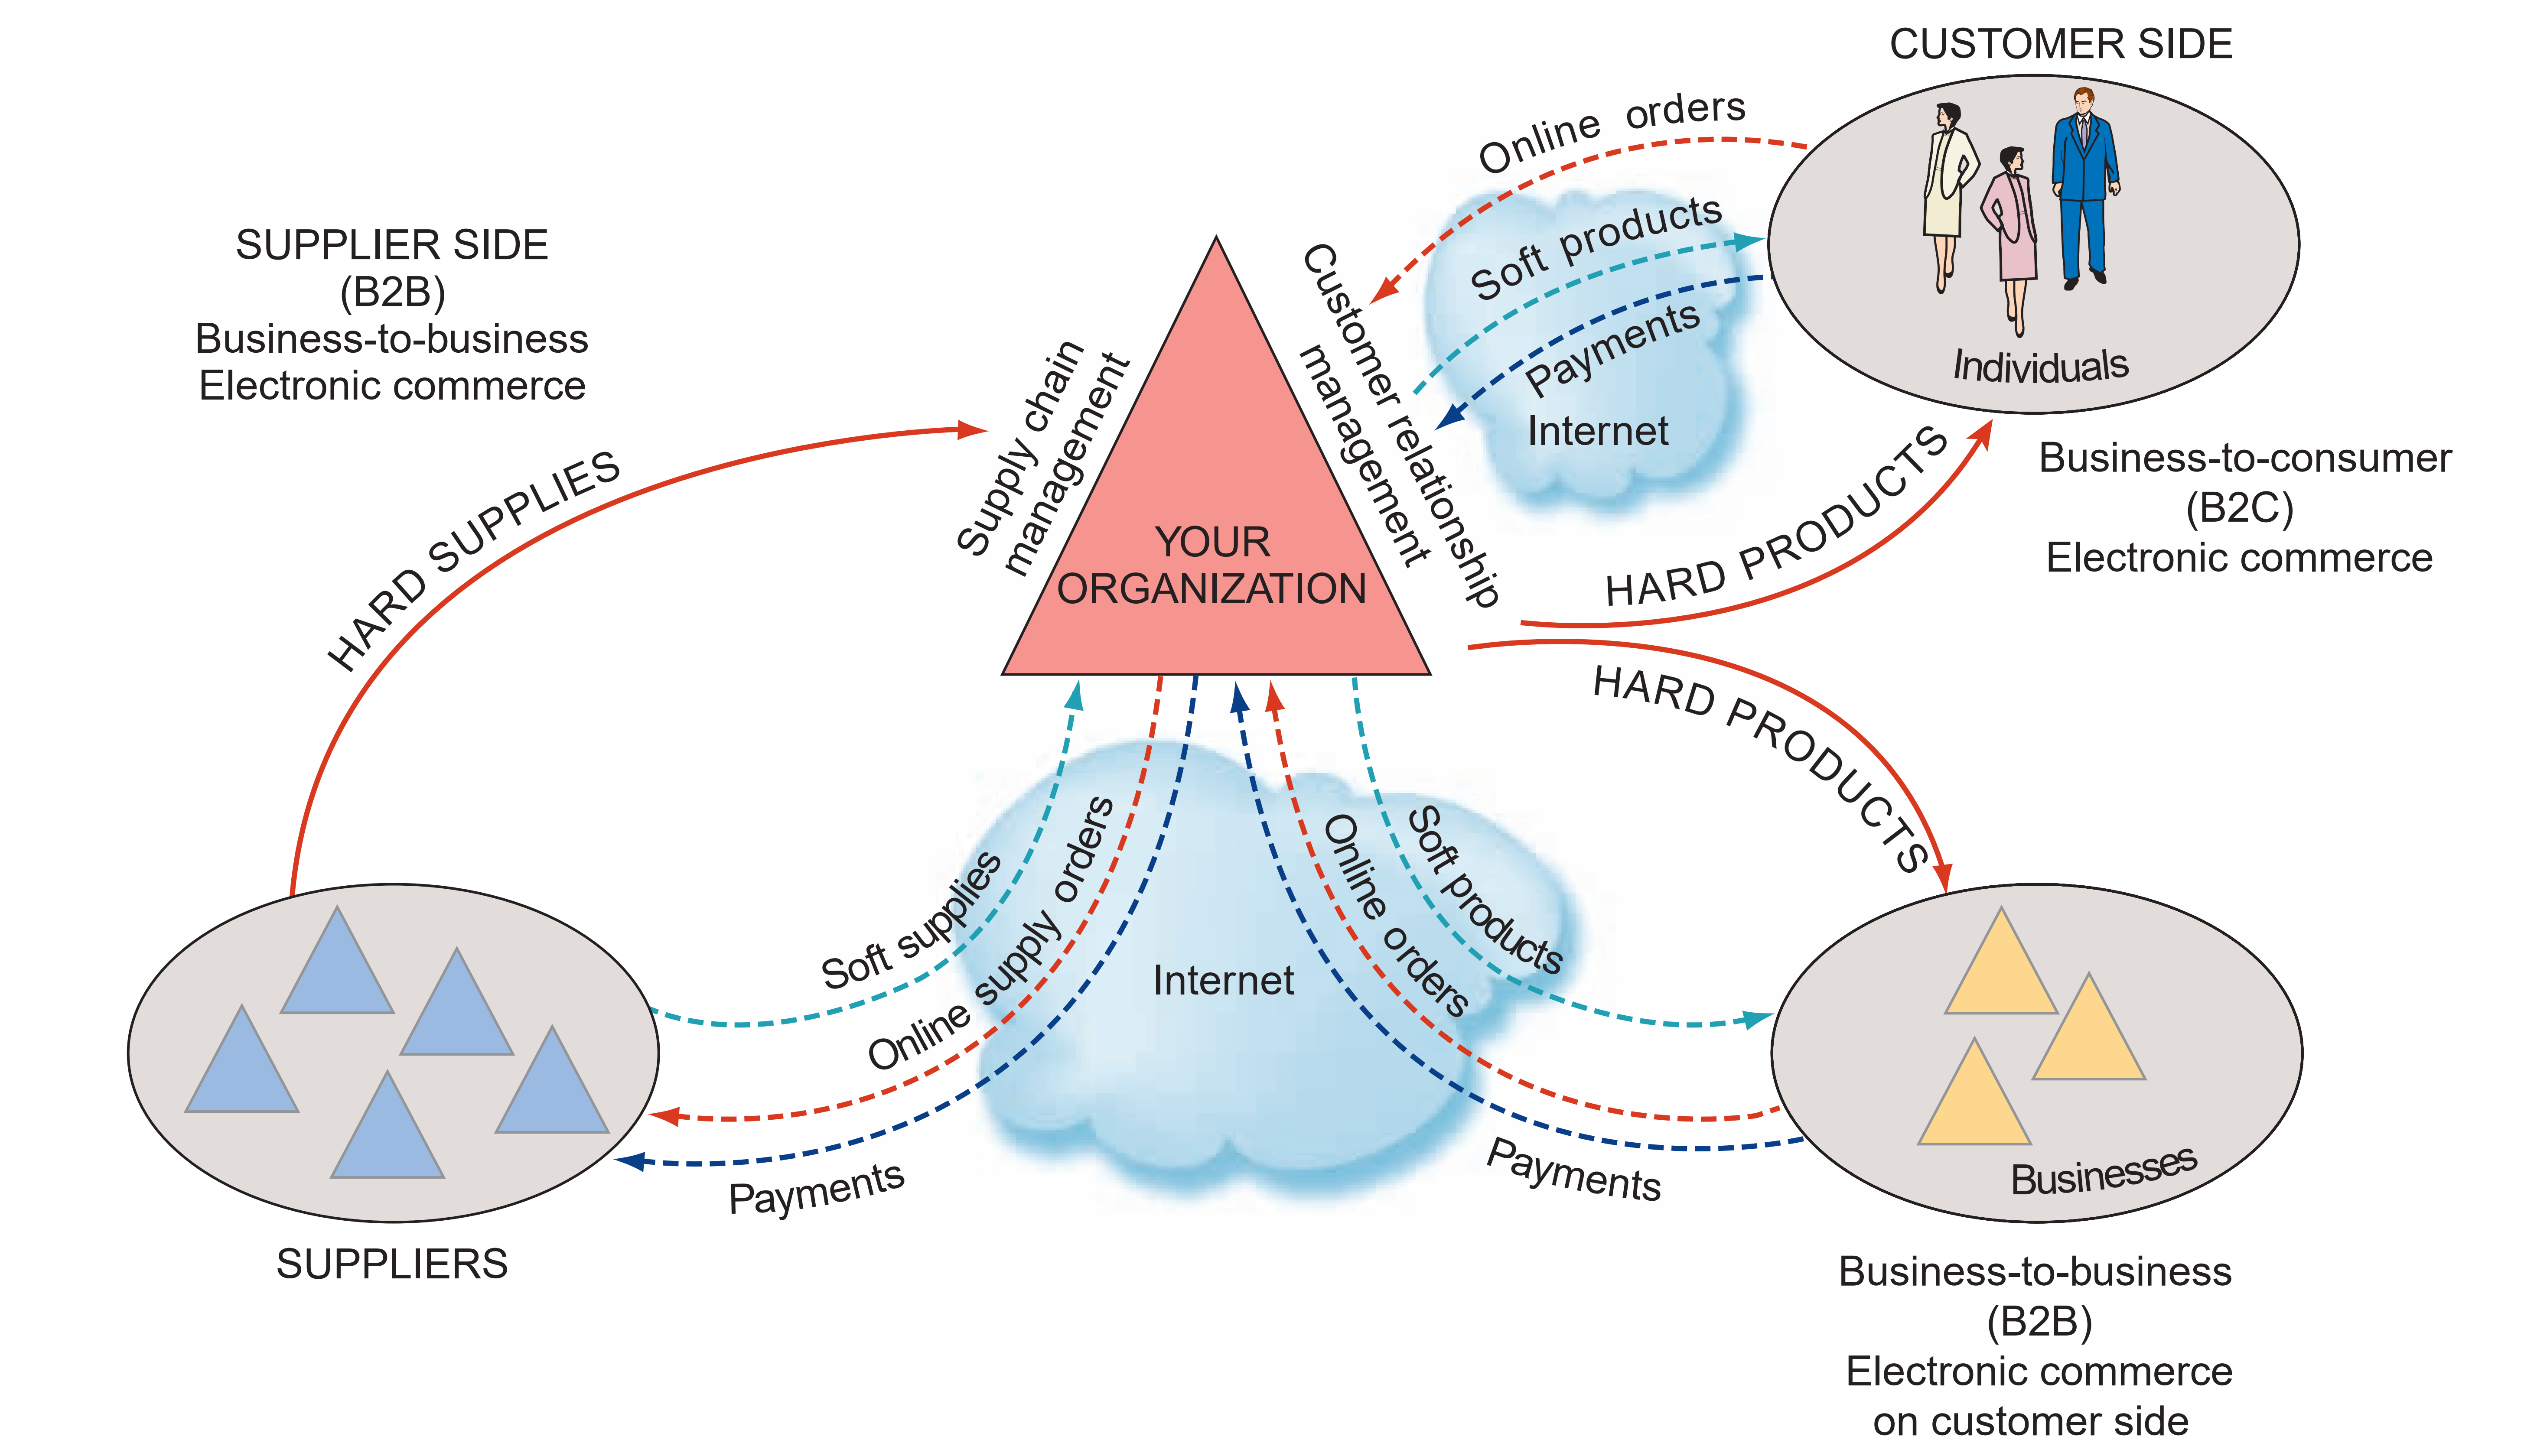 CUSTOMER SIDE
Online orders
Soft products
Payments
Internet
Individuals
SUPPLIER SIDE
(B2B)
Business-to-business
Electronic commerce
HARD SUPPLIES
Supply chain
management
Customer relationship
management
YOUR
ORGANIZATION
HARD PRODUCTS
Business-to-consumer
(B2C)
Electronic commerce
HARD PRODUCTS
Soft supplies
Online supply orders
Payments
Internet
Online orders
Soft products
Payments
Businesses
SUPPLIERS
Business-to-business
(B2B)
Electronic commerce
on customer side